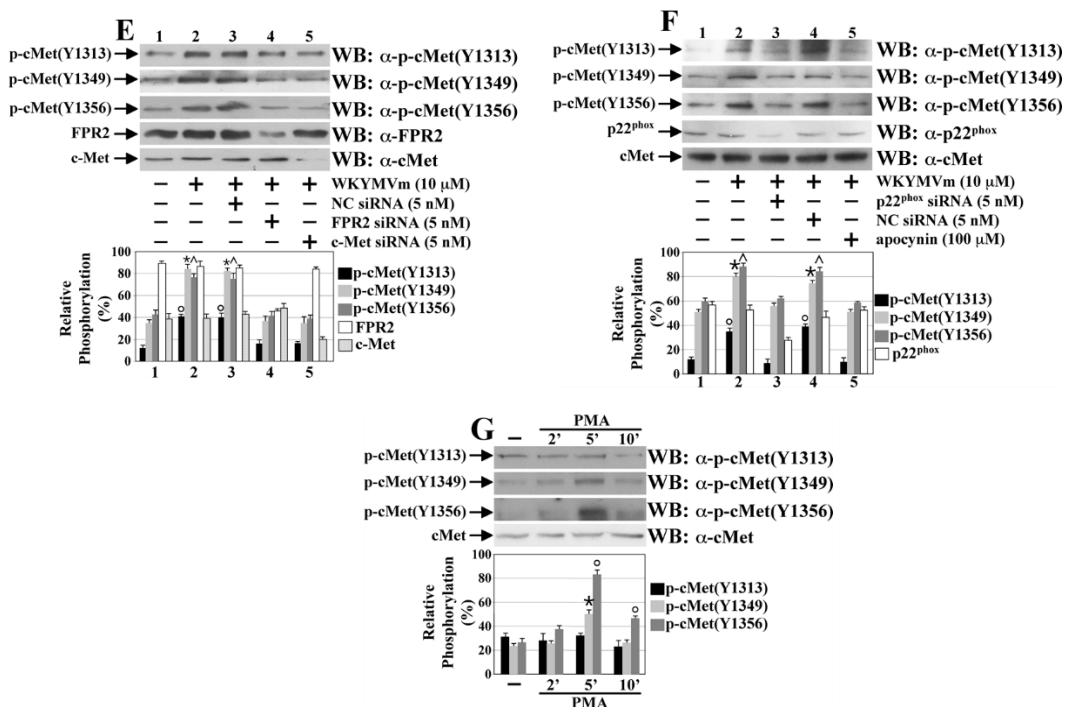 E
1 2 3 4 5
p-cMet(Y1313) WB: α-p-cMet(Y1313)
p-cMet(Y1349) WB: α-p-cMet(Y1349)
p-cMet(Y1356) WB: α-p-cMet(Y1356)
FPR2 WB: α-FPR2
c-Met WB: α-cMet
− + + + + WKYMVm (10 μM)
− − + − − NC siRNA (5 nM)
− − − + − FPR2 siRNA (5 nM)
− − − − + c-Met siRNA (5 nM)
Relative
Phosphorylation
(%)
100
80
60
40
20
0
° *^ ° *^
1 2 3 4 5
p-cMet(Y1313)
p-cMet(Y1349)
p-cMet(Y1356)
FPR2
c-Met
F
1 2 3 4 5
p-cMet(Y1313) WB: α-p-cMet(Y1313)
p-cMet(Y1349) WB: α-p-cMet(Y1349)
p-cMet(Y1356) WB: α-p-cMet(Y1356)
p22phox WB: α-p22phox
cMet WB: α-cMet
− + + + + WKYMVm (10 μM)
− − + − − p22phox siRNA (5 nM)
− − − + − NC siRNA (5 nM)
− − − − + apocynin (100 μM)
Relative
Phosphorylation
(%)
100
80
60
40
20
0
° *^ ° *^
1 2 3 4 5
p-cMet(Y1313)
p-cMet(Y1349)
p-cMet(Y1356)
p22phox
G
PMA
− 2' 5' 10'
p-cMet(Y1313) WB: α-p-cMet(Y1313)
p-cMet(Y1349) WB: α-p-cMet(Y1349)
p-cMet(Y1356) WB: α-p-cMet(Y1356)
cMet WB: α-cMet
Relative
Phosphorylation
(%)
100
80
60
40
20
0
* ° °
− 2' 5' 10'
PMA
p-cMet(Y1313)
p-cMet(Y1349)
p-cMet(Y1356)